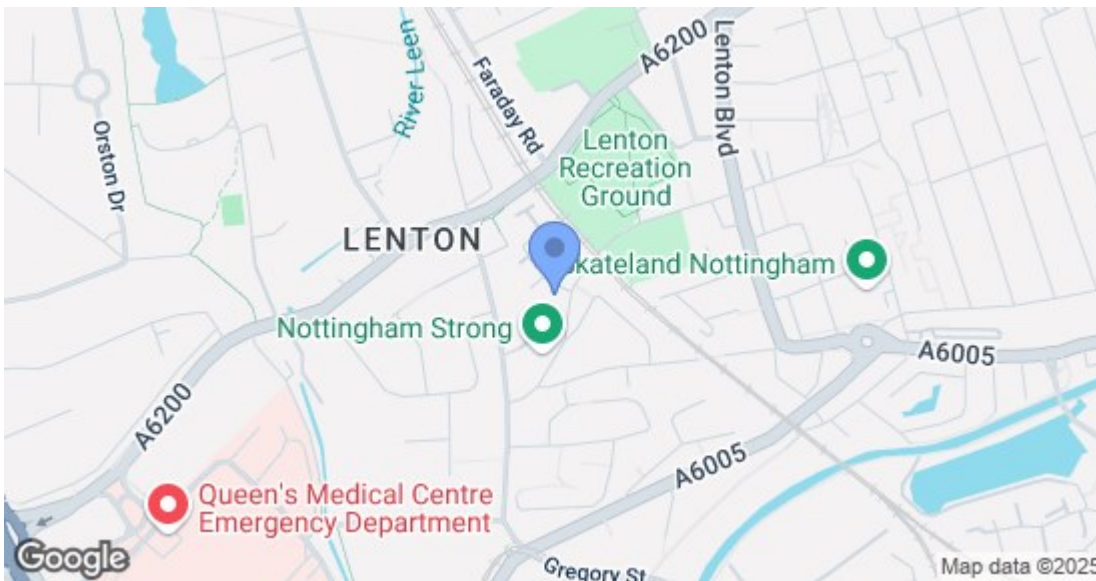 A6200
Lenton Blvd
River Leen
Faraday Rd
Orston Dr
Lenton
Recreation
Ground
LENTON
kateland Nottingham
Nottingham Strong
A6005
A6200
A6005
Queen's Medical Centre
Emergency Department
Gregory St
Google
Map data ©2025